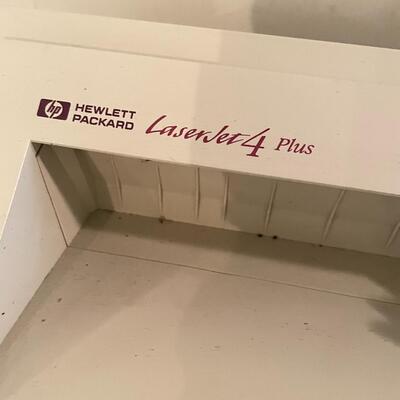 hp HEWLETT
PACKARD
LaserJet 4 Plus